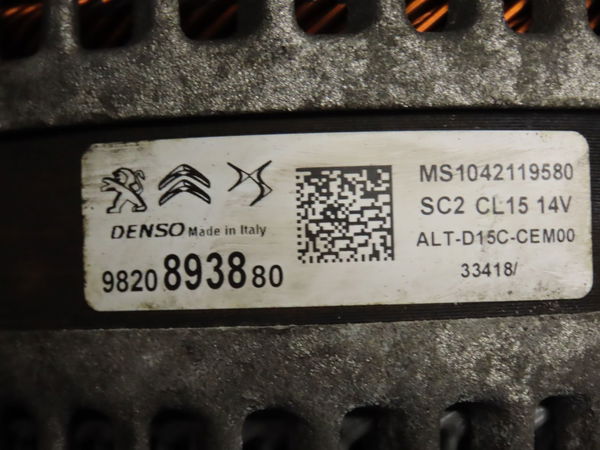 DENSO Made in Italy
9820893880
MS1042119580
SC2 CL15 14V
ALT-D15C-CEM00
33418/